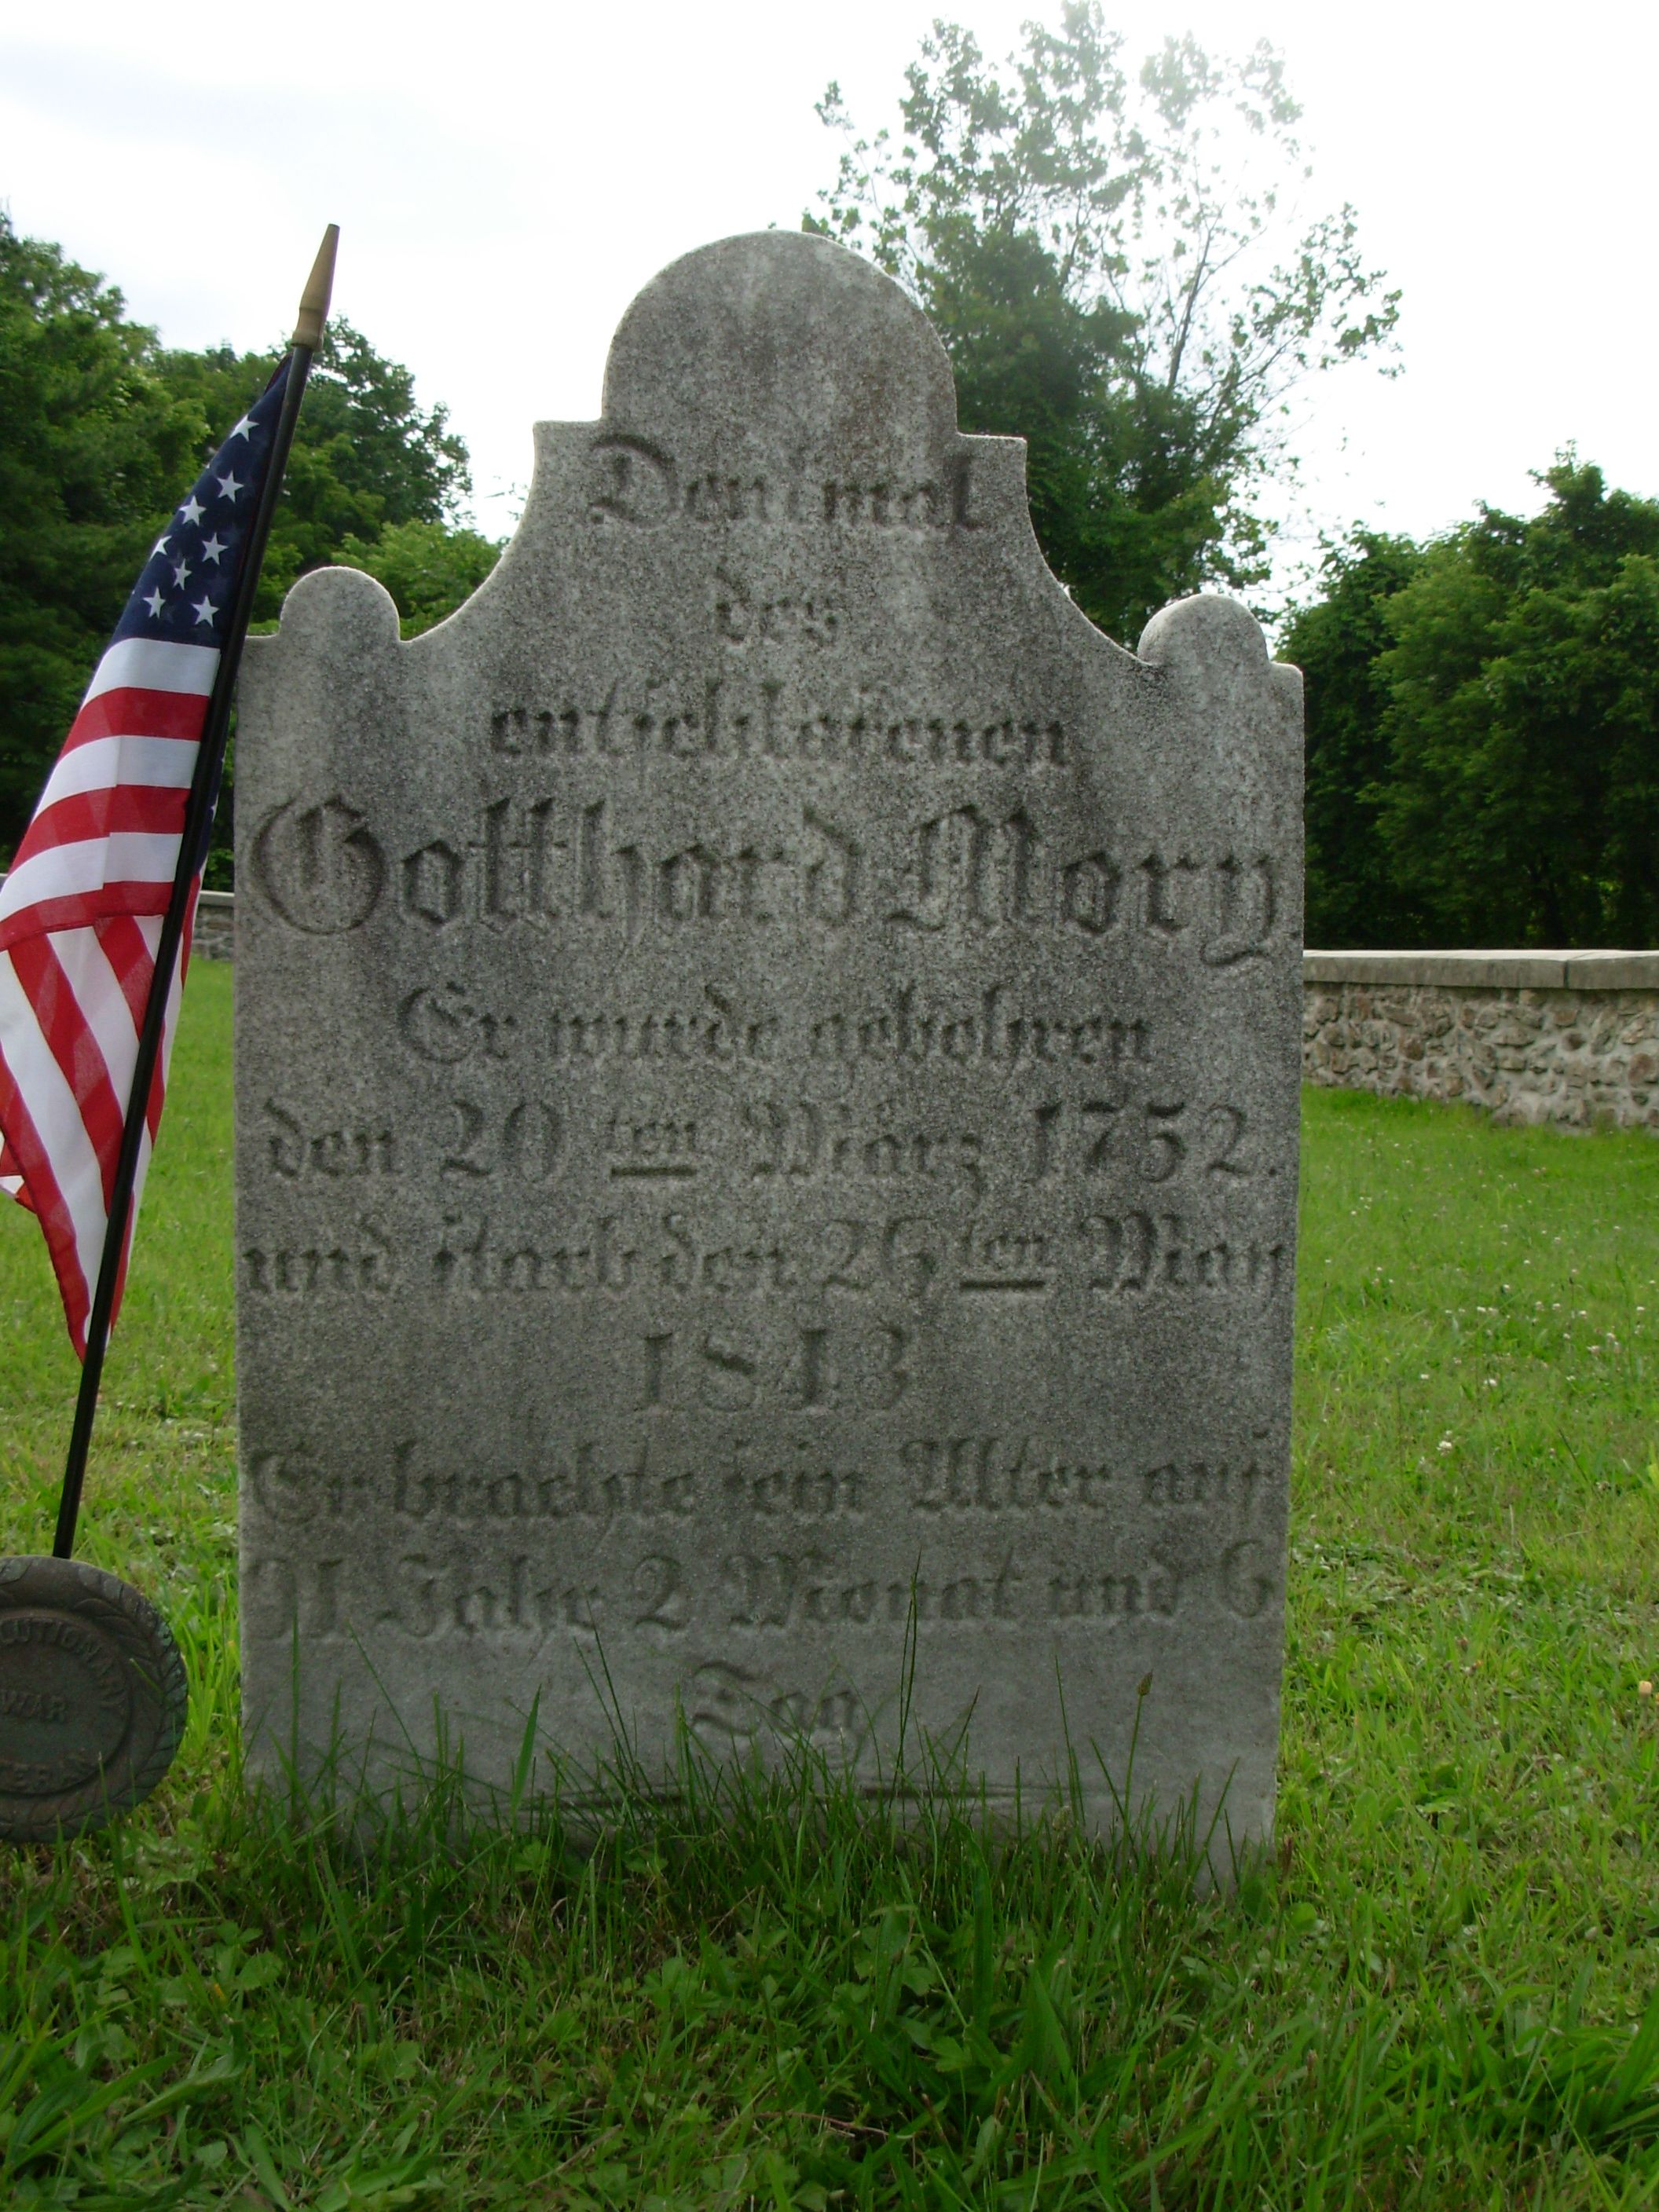 Denkmal
des
entschlafenen
Gotthard Mory
Er wurde gebohren
den 20 ten März 1752.
und starb den 26 ten May
1843
Er brachte sein Alter auf
91 Jahr 2 Monat und 6
Tag
WAR